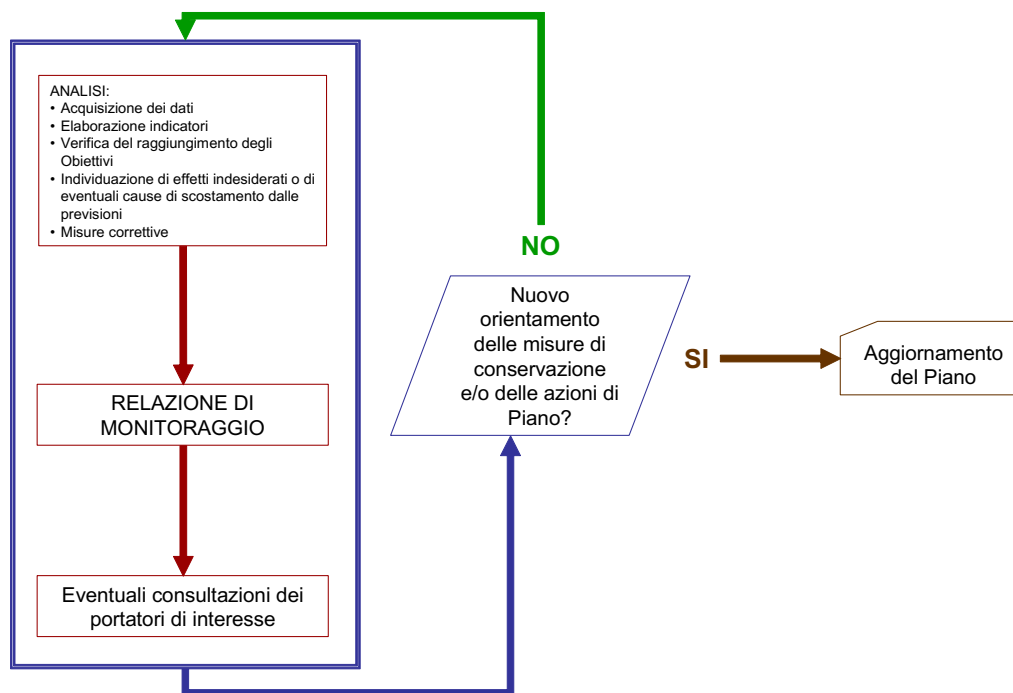 ANALISI:
• Acquisizione dei dati
• Elaborazione indicatori
• Verifica del raggiungimento degli
Obiettivi
• Individuazione di effetti indesiderati o di
eventuali cause di scostamento dalle
previsioni
• Misure correttive
RELAZIONE DI
MONITORAGGIO
Eventuali consultazioni dei
portatori di interesse
NO
Nuovo
orientamento
delle misure di
conservazione
e/o delle azioni di
Piano?
SI
Aggiornamento
del Piano